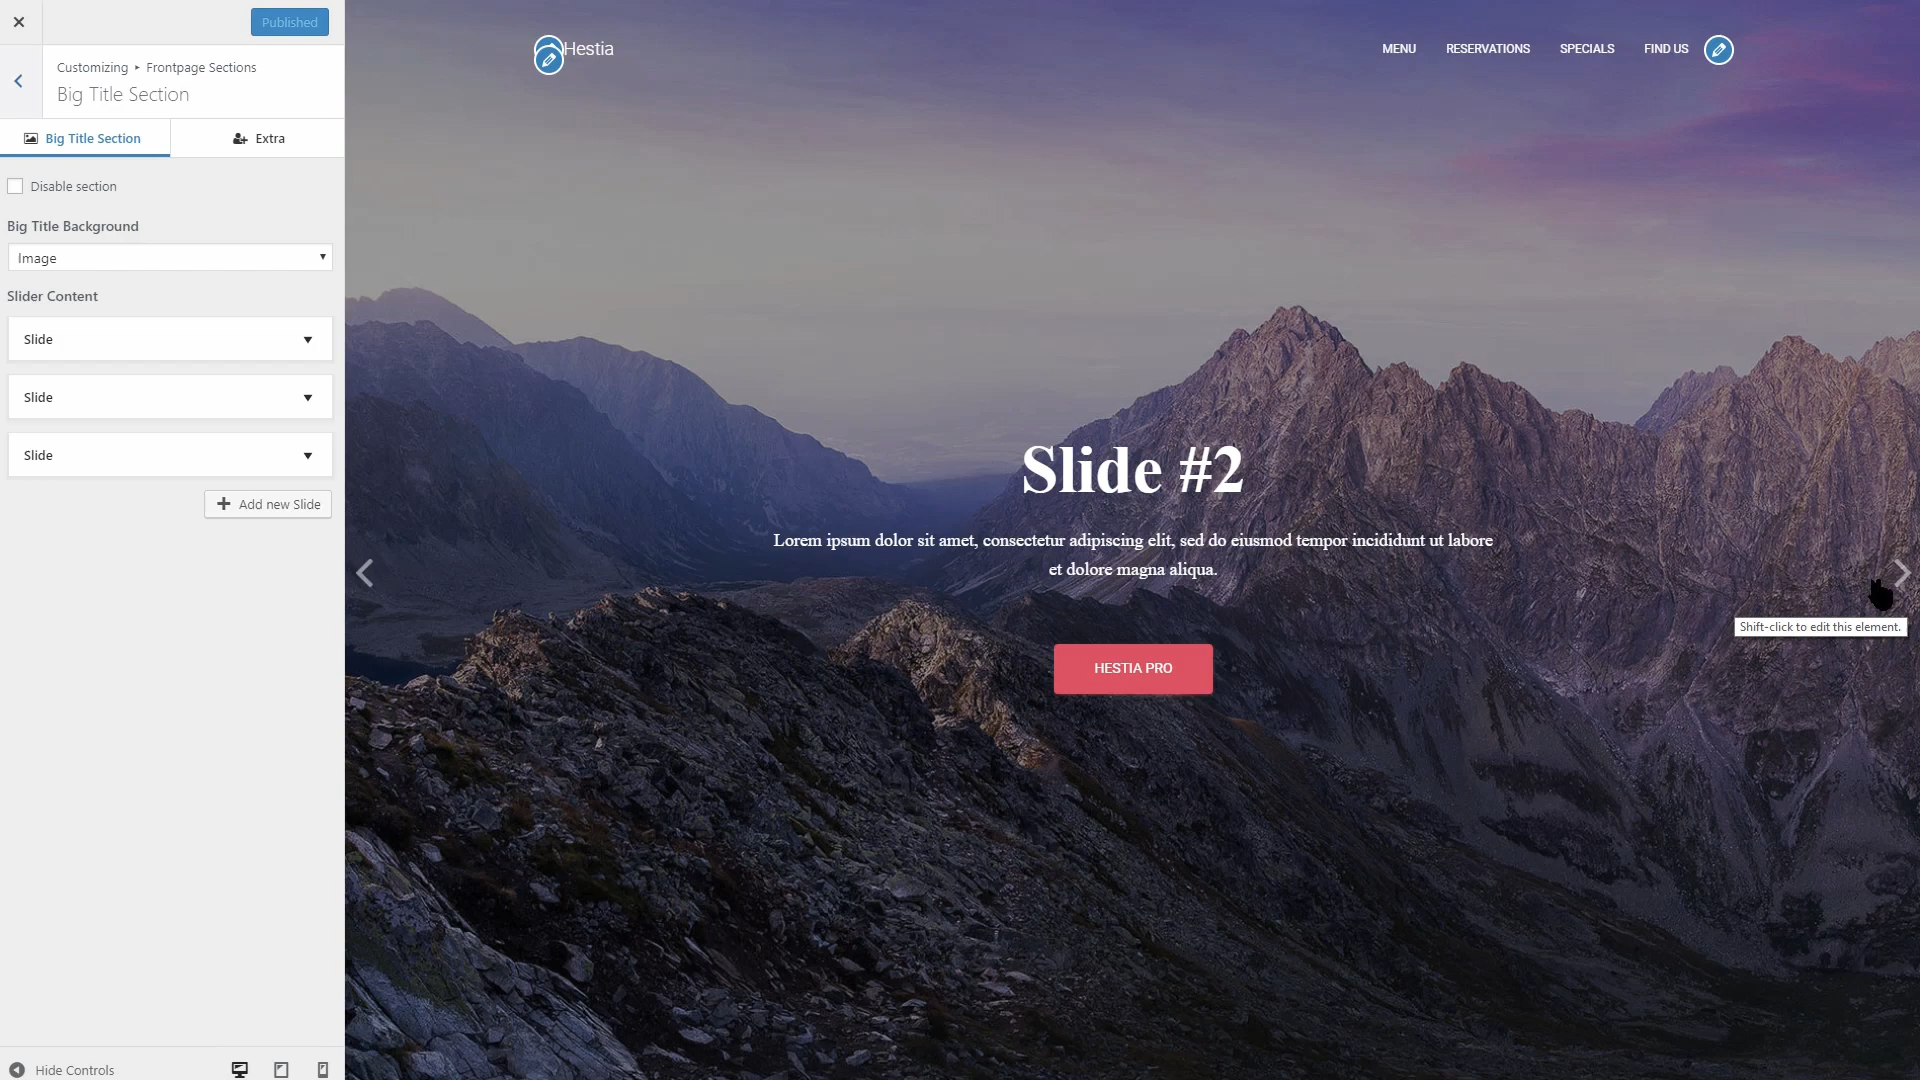 Published
Customizing ▸ Frontpage Sections
Big Title Section
Big Title Section
Extra
Disable section
Big Title Background
Image
Slider Content
Slide
Slide
Slide
Add new Slide
Hide Controls
Hestia
MENU RESERVATIONS SPECIALS FIND US
Slide #2
Lorem ipsum dolor sit amet, consectetur adipiscing elit, sed do eiusmod tempor incididunt ut labore
et dolore magna aliqua.
Shift-click to edit this element.
HESTIA PRO